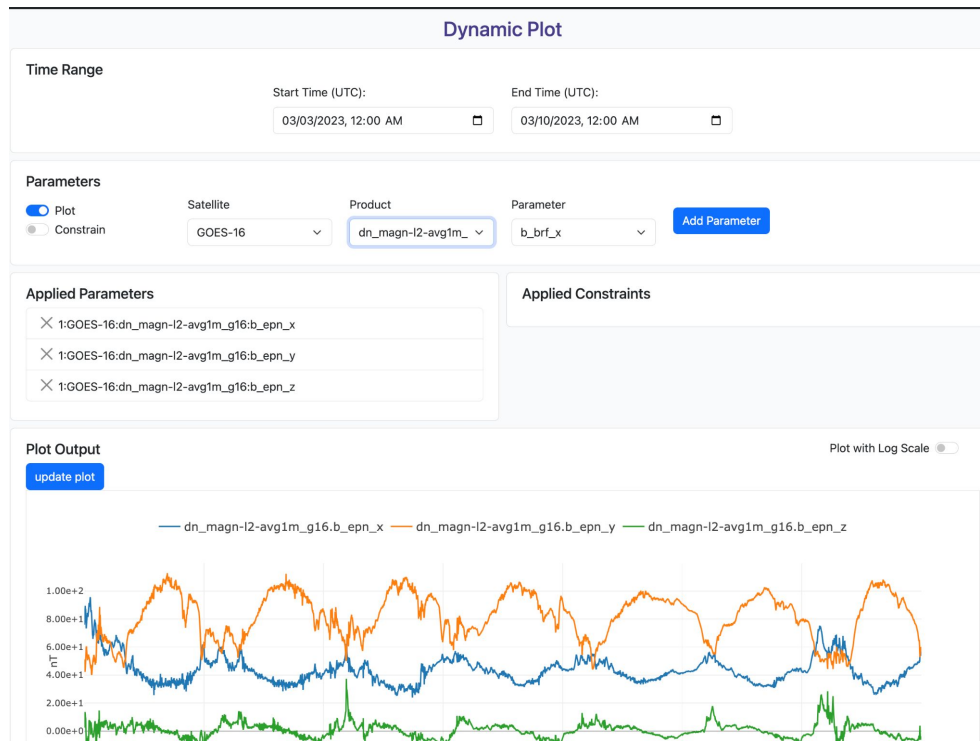 Dynamic Plot
Time Range
Start Time (UTC):
End Time (UTC):
03/03/2023, 12:00 AM
03/10/2023, 12:00 AM
Parameters
Plot
Constrain
Satellite
Product
Parameter
GOES-16
dn_magn-l2-avg1m_
b_brf_x
Add Parameter
Applied Parameters
1:GOES-16:dn_magn-l2-avg1m_g16:b_epn_x
1:GOES-16:dn_magn-l2-avg1m_g16:b_epn_y
1:GOES-16:dn_magn-l2-avg1m_g16:b_epn_z
Applied Constraints
Plot Output
Plot with Log Scale
update plot
dn_magn-l2-avg1m_g16.b_epn_x
dn_magn-l2-avg1m_g16.b_epn_y
dn_magn-l2-avg1m_g16.b_epn_z
1.00e+2
8.00e+1
6.00e+1
nT
4.00e+1
2.00e+1
0.00e+0